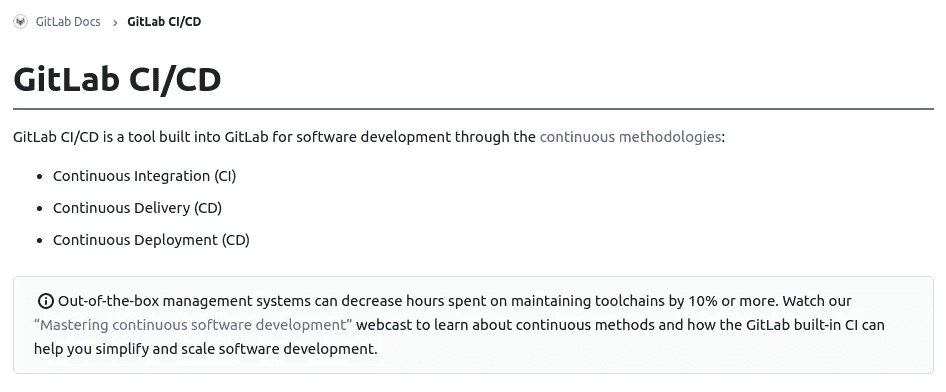 GitLab Docs › GitLab CI/CD
GitLab CI/CD
GitLab CI/CD is a tool built into GitLab for software development through the continuous methodologies:
• Continuous Integration (CI)
• Continuous Delivery (CD)
• Continuous Deployment (CD)
Out-of-the-box management systems can decrease hours spent on maintaining toolchains by 10% or more. Watch our
“Mastering continuous software development” webcast to learn about continuous methods and how the GitLab built-in CI can
help you simplify and scale software development.